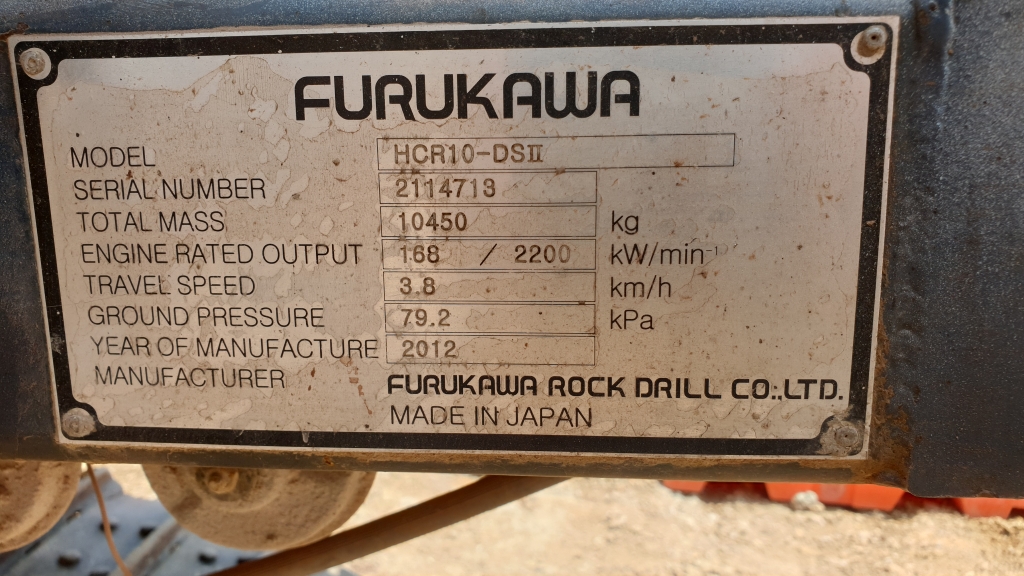 FURUKAWA
MODEL HCR10-DSⅡ
SERIAL NUMBER 2114713
TOTAL MASS 10450 kg
ENGINE RATED OUTPUT 168 / 2200 kW/min⁻¹
TRAVEL SPEED 3.8 km/h
GROUND PRESSURE 79.2 kPa
YEAR OF MANUFACTURE 2012
MANUFACTURER FURUKAWA ROCK DRILL CO.,LTD.
MADE IN JAPAN